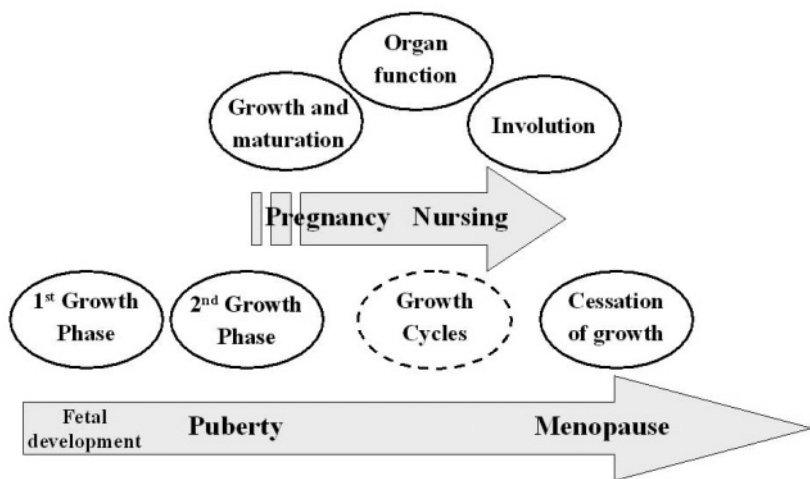 Organ
function
Growth and
maturation
Involution
Pregnancy Nursing
1st Growth
Phase
2nd Growth
Phase
Growth
Cycles
Cessation
of growth
Fetal
development
Puberty
Menopause